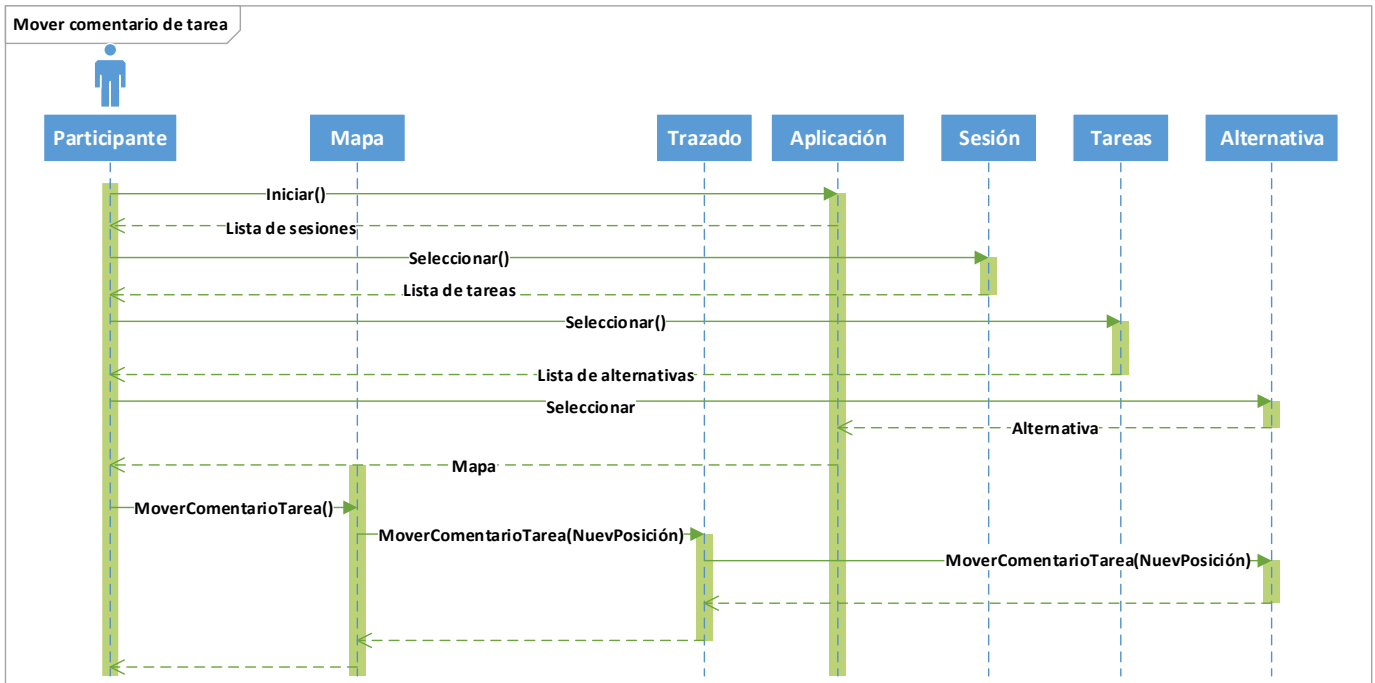 Mover comentario de tarea
Participante
Mapa
Trazado
Aplicación
Sesión
Tareas
Alternativa
Iniciar()
Lista de sesiones
Seleccionar()
Lista de tareas
Seleccionar()
Lista de alternativas
Seleccionar
Alternativa
Mapa
MoverComentarioTarea()
MoverComentarioTarea(NuevPosición)
MoverComentarioTarea(NuevPosición)